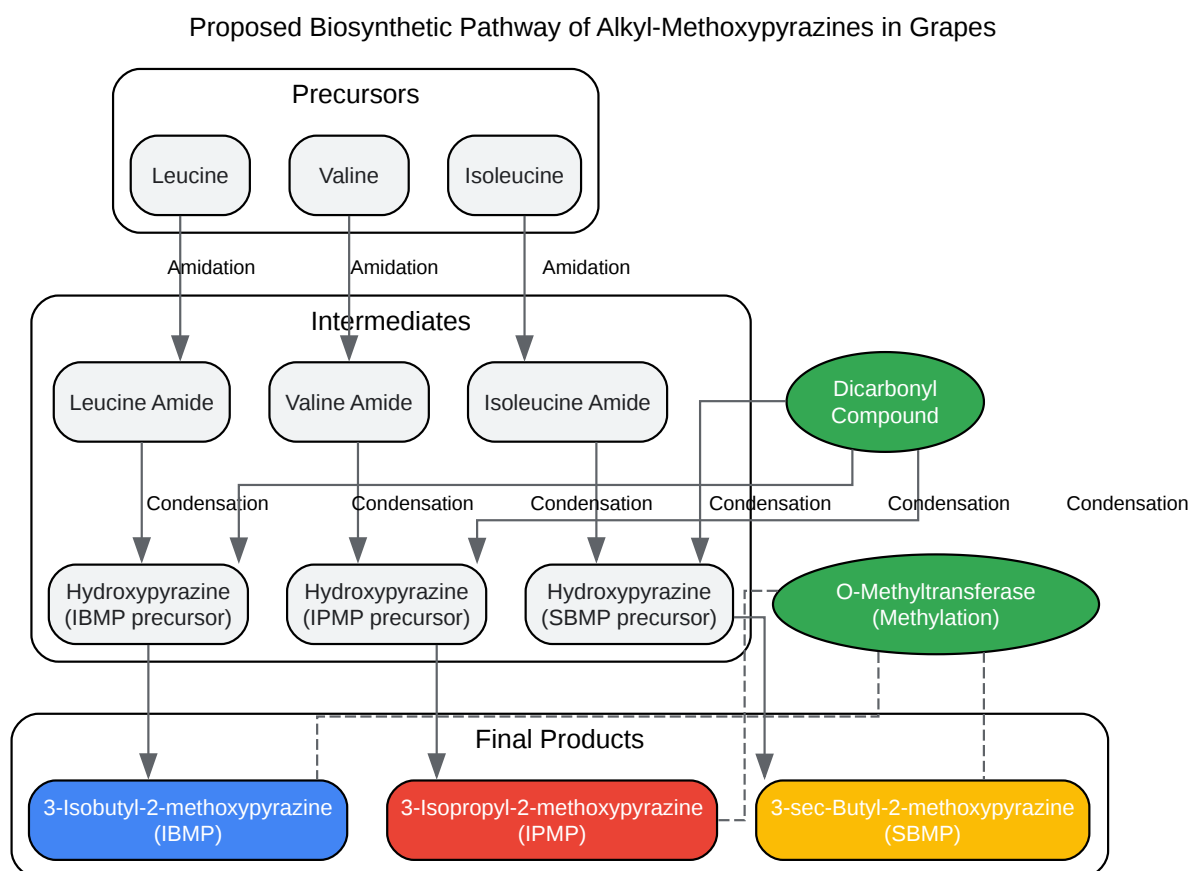 Proposed Biosynthetic Pathway of Alkyl-Methoxypyrazines in Grapes
Precursors
Leucine
Valine
Isoleucine
Amidation
Amidation
Amidation
Intermediates
Leucine Amide
Valine Amide
Isoleucine Amide
Dicarbonyl
Compound
Condensation
Condensation
Condensation
Condensation
Condensation
Condensation
Hydroxypyrazine
(IBMP precursor)
Hydroxypyrazine
(IPMP precursor)
Hydroxypyrazine
(SBMP precursor)
O-Methyltransferase
(Methylation)
Final Products
3-Isobutyl-2-methoxypyrazine
(IBMP)
3-Isopropyl-2-methoxypyrazine
(IPMP)
3-sec-Butyl-2-methoxypyrazine
(SBMP)